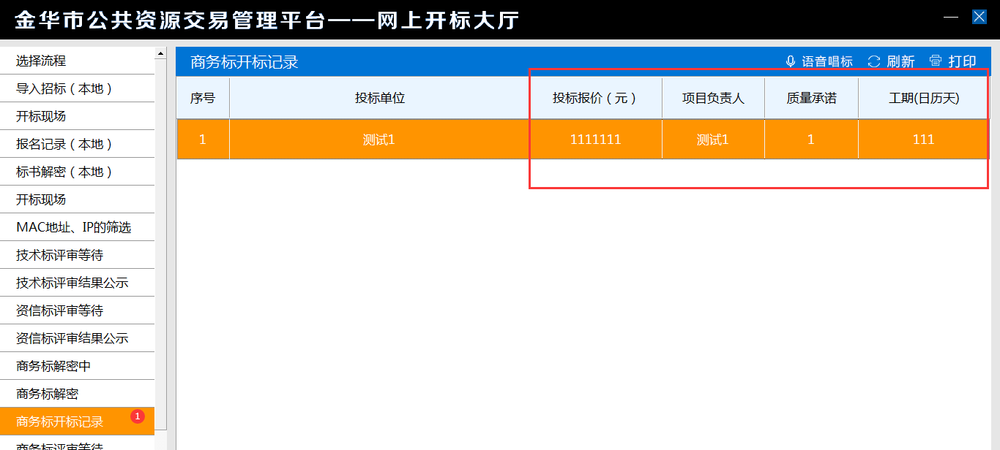 金华市公共资源交易管理平台——网上开标大厅
选择流程
导入招标（本地）
开标现场
报名记录（本地）
标书解密（本地）
开标现场
MAC地址、IP的筛选
技术标评审等待
技术标评审结果公示
资信标评审等待
资信标评审结果公示
商务标解密中
商务标解密
商务标开标记录 1
商务标评审等待
商务标开标记录 语音唱标 刷新 打印
序号 投标单位 投标报价（元） 项目负责人 质量承诺 工期(日历天)
1 测试1 1111111 测试1 1 111